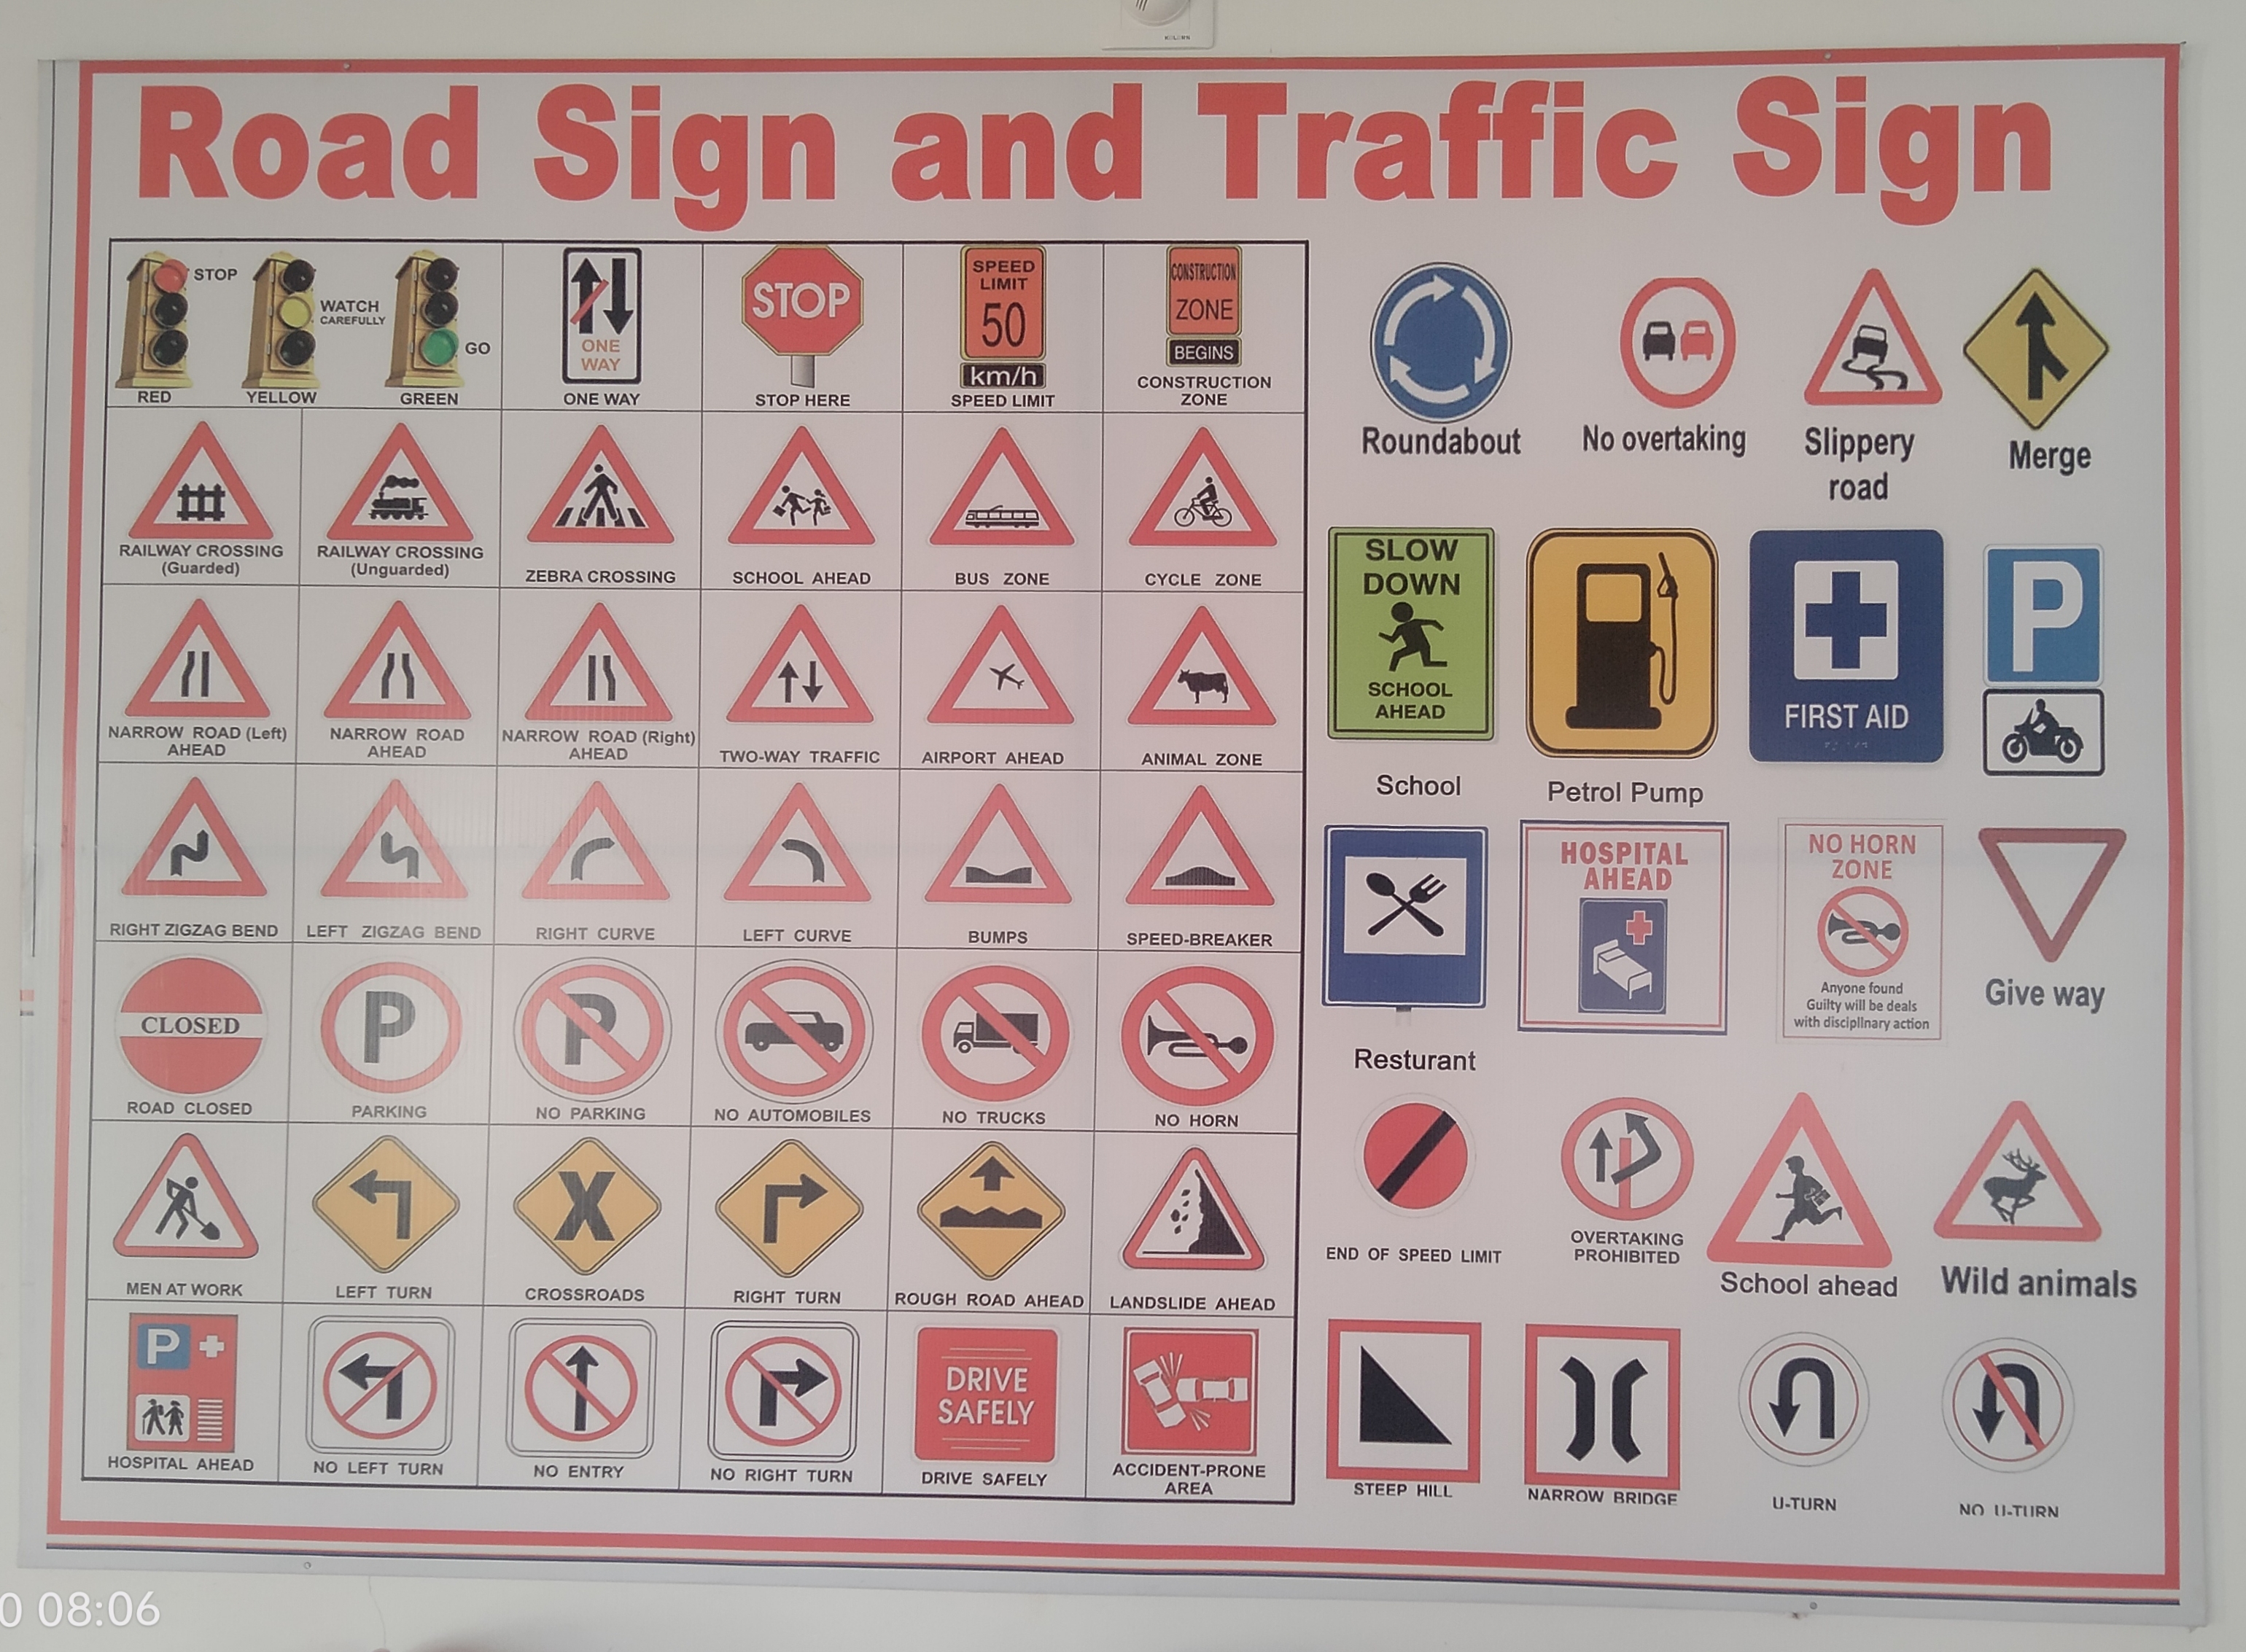 Road Sign and Traffic Sign
STOP
WATCH
CAREFULLY
GO
RED
YELLOW
GREEN
ONE
WAY
ONE WAY
STOP
STOP HERE
SPEED
LIMIT
50
km/h
SPEED LIMIT
CONSTRUCTION
ZONE
BEGINS
CONSTRUCTION
ZONE
RAILWAY CROSSING
(Guarded)
RAILWAY CROSSING
(Unguarded)
ZEBRA CROSSING
SCHOOL AHEAD
BUS ZONE
CYCLE ZONE
NARROW ROAD (Left)
AHEAD
NARROW ROAD
AHEAD
NARROW ROAD (Right)
AHEAD
TWO-WAY TRAFFIC
AIRPORT AHEAD
ANIMAL ZONE
RIGHT ZIGZAG BEND
LEFT ZIGZAG BEND
RIGHT CURVE
LEFT CURVE
BUMPS
SPEED-BREAKER
CLOSED
ROAD CLOSED
P
PARKING
P
NO PARKING
NO AUTOMOBILES
NO TRUCKS
NO HORN
MEN AT WORK
LEFT TURN
X
CROSSROADS
RIGHT TURN
ROUGH ROAD AHEAD
LANDSLIDE AHEAD
P
HOSPITAL AHEAD
NO LEFT TURN
NO ENTRY
NO RIGHT TURN
DRIVE
SAFELY
DRIVE SAFELY
ACCIDENT-PRONE
AREA
Roundabout
No overtaking
Slippery
road
Merge
SLOW
DOWN
SCHOOL
AHEAD
School
Petrol Pump
FIRST AID
P
Resturant
HOSPITAL
AHEAD
NO HORN
ZONE
Anyone found
Guilty will be deals
with disciplinary action
Give way
END OF SPEED LIMIT
OVERTAKING
PROHIBITED
School ahead
Wild animals
STEEP HILL
NARROW BRIDGE
U-TURN
NO U-TURN
0 08:06